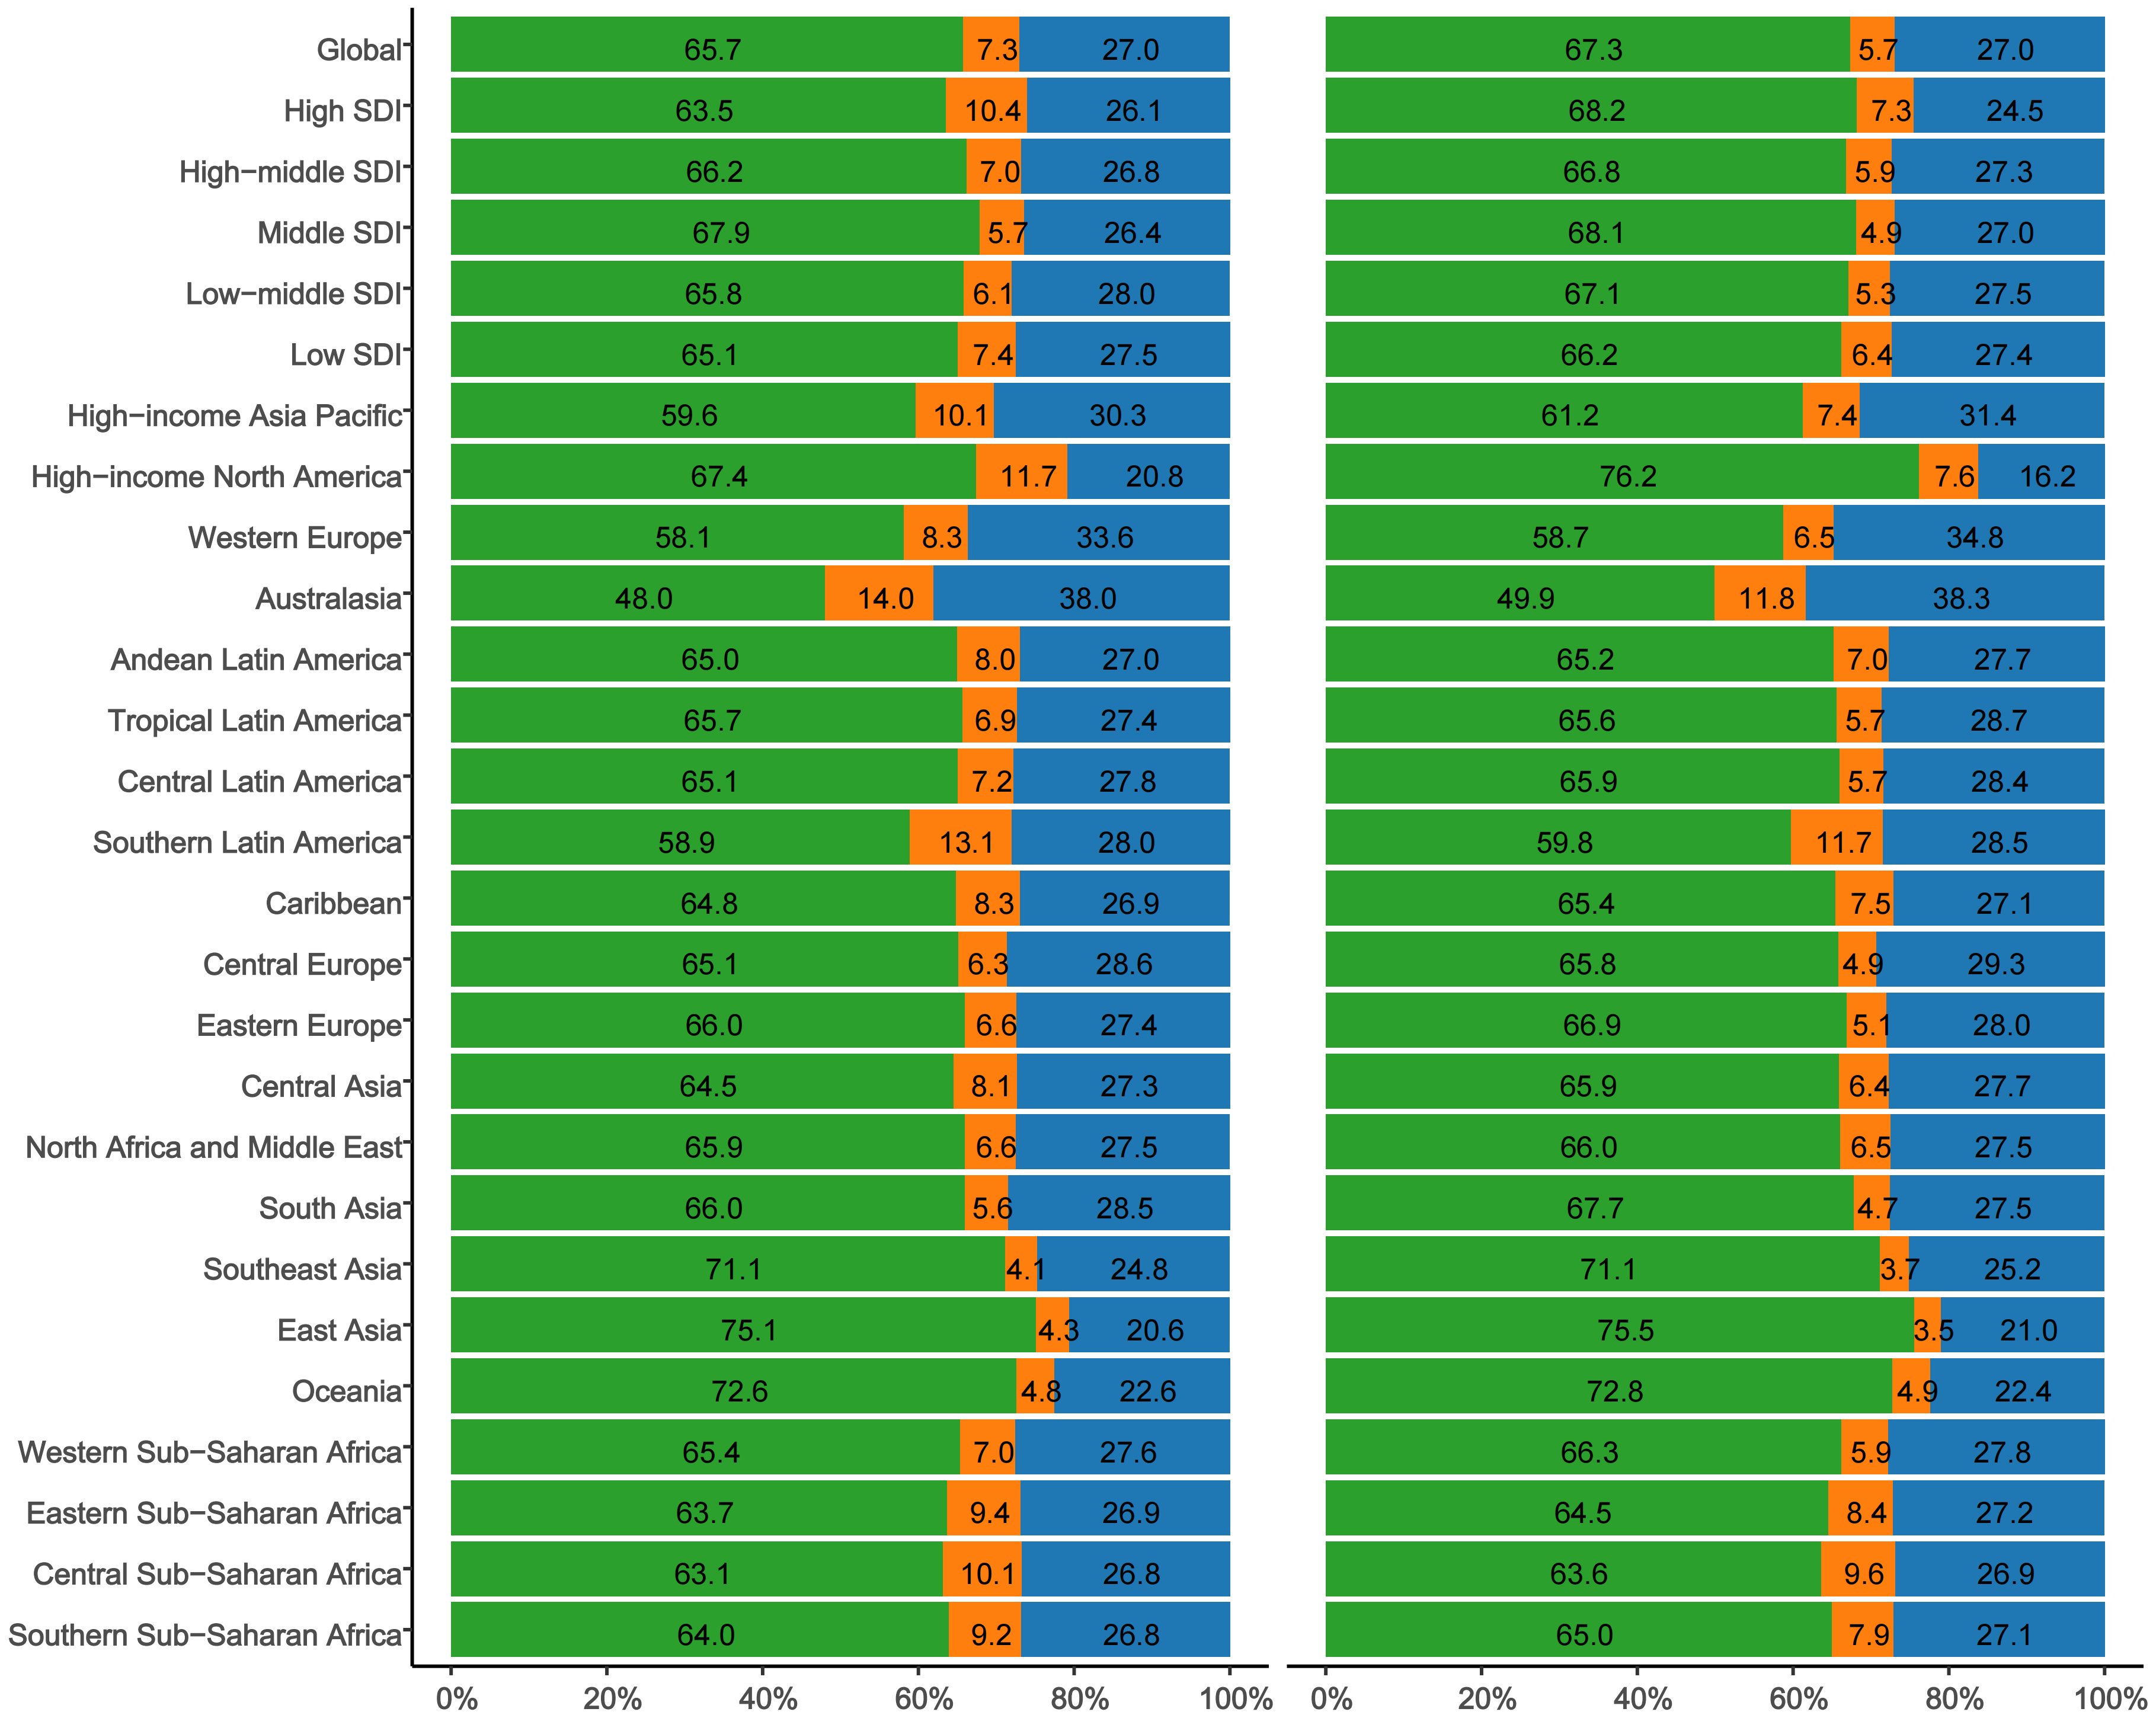 Global 65.7 7.3 27.0 67.3 5.7 27.0
High SDI 63.5 10.4 26.1 68.2 7.3 24.5
High−middle SDI 66.2 7.0 26.8 66.8 5.9 27.3
Middle SDI 67.9 5.7 26.4 68.1 4.9 27.0
Low−middle SDI 65.8 6.1 28.0 67.1 5.3 27.5
Low SDI 65.1 7.4 27.5 66.2 6.4 27.4
High−income Asia Pacific 59.6 10.1 30.3 61.2 7.4 31.4
High−income North America 67.4 11.7 20.8 76.2 7.6 16.2
Western Europe 58.1 8.3 33.6 58.7 6.5 34.8
Australasia 48.0 14.0 38.0 49.9 11.8 38.3
Andean Latin America 65.0 8.0 27.0 65.2 7.0 27.7
Tropical Latin America 65.7 6.9 27.4 65.6 5.7 28.7
Central Latin America 65.1 7.2 27.8 65.9 5.7 28.4
Southern Latin America 58.9 13.1 28.0 59.8 11.7 28.5
Caribbean 64.8 8.3 26.9 65.4 7.5 27.1
Central Europe 65.1 6.3 28.6 65.8 4.9 29.3
Eastern Europe 66.0 6.6 27.4 66.9 5.1 28.0
Central Asia 64.5 8.1 27.3 65.9 6.4 27.7
North Africa and Middle East 65.9 6.6 27.5 66.0 6.5 27.5
South Asia 66.0 5.6 28.5 67.7 4.7 27.5
Southeast Asia 71.1 4.1 24.8 71.1 3.7 25.2
East Asia 75.1 4.3 20.6 75.5 3.5 21.0
Oceania 72.6 4.8 22.6 72.8 4.9 22.4
Western Sub−Saharan Africa 65.4 7.0 27.6 66.3 5.9 27.8
Eastern Sub−Saharan Africa 63.7 9.4 26.9 64.5 8.4 27.2
Central Sub−Saharan Africa 63.1 10.1 26.8 63.6 9.6 26.9
Southern Sub−Saharan Africa 64.0 9.2 26.8 65.0 7.9 27.1
0% 20% 40% 60% 80% 100% 0% 20% 40% 60% 80% 100%